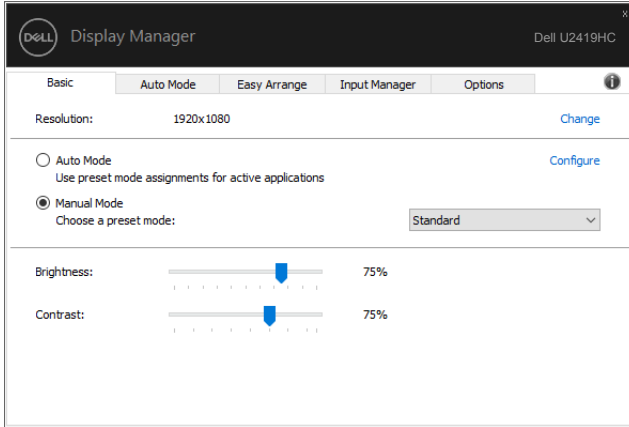 DELL Display Manager
Dell U2419HC
Basic Auto Mode Easy Arrange Input Manager Options
Resolution: 1920x1080 Change
Auto Mode Configure
Use preset mode assignments for active applications
Manual Mode
Choose a preset mode: Standard
Brightness: 75%
Contrast: 75%